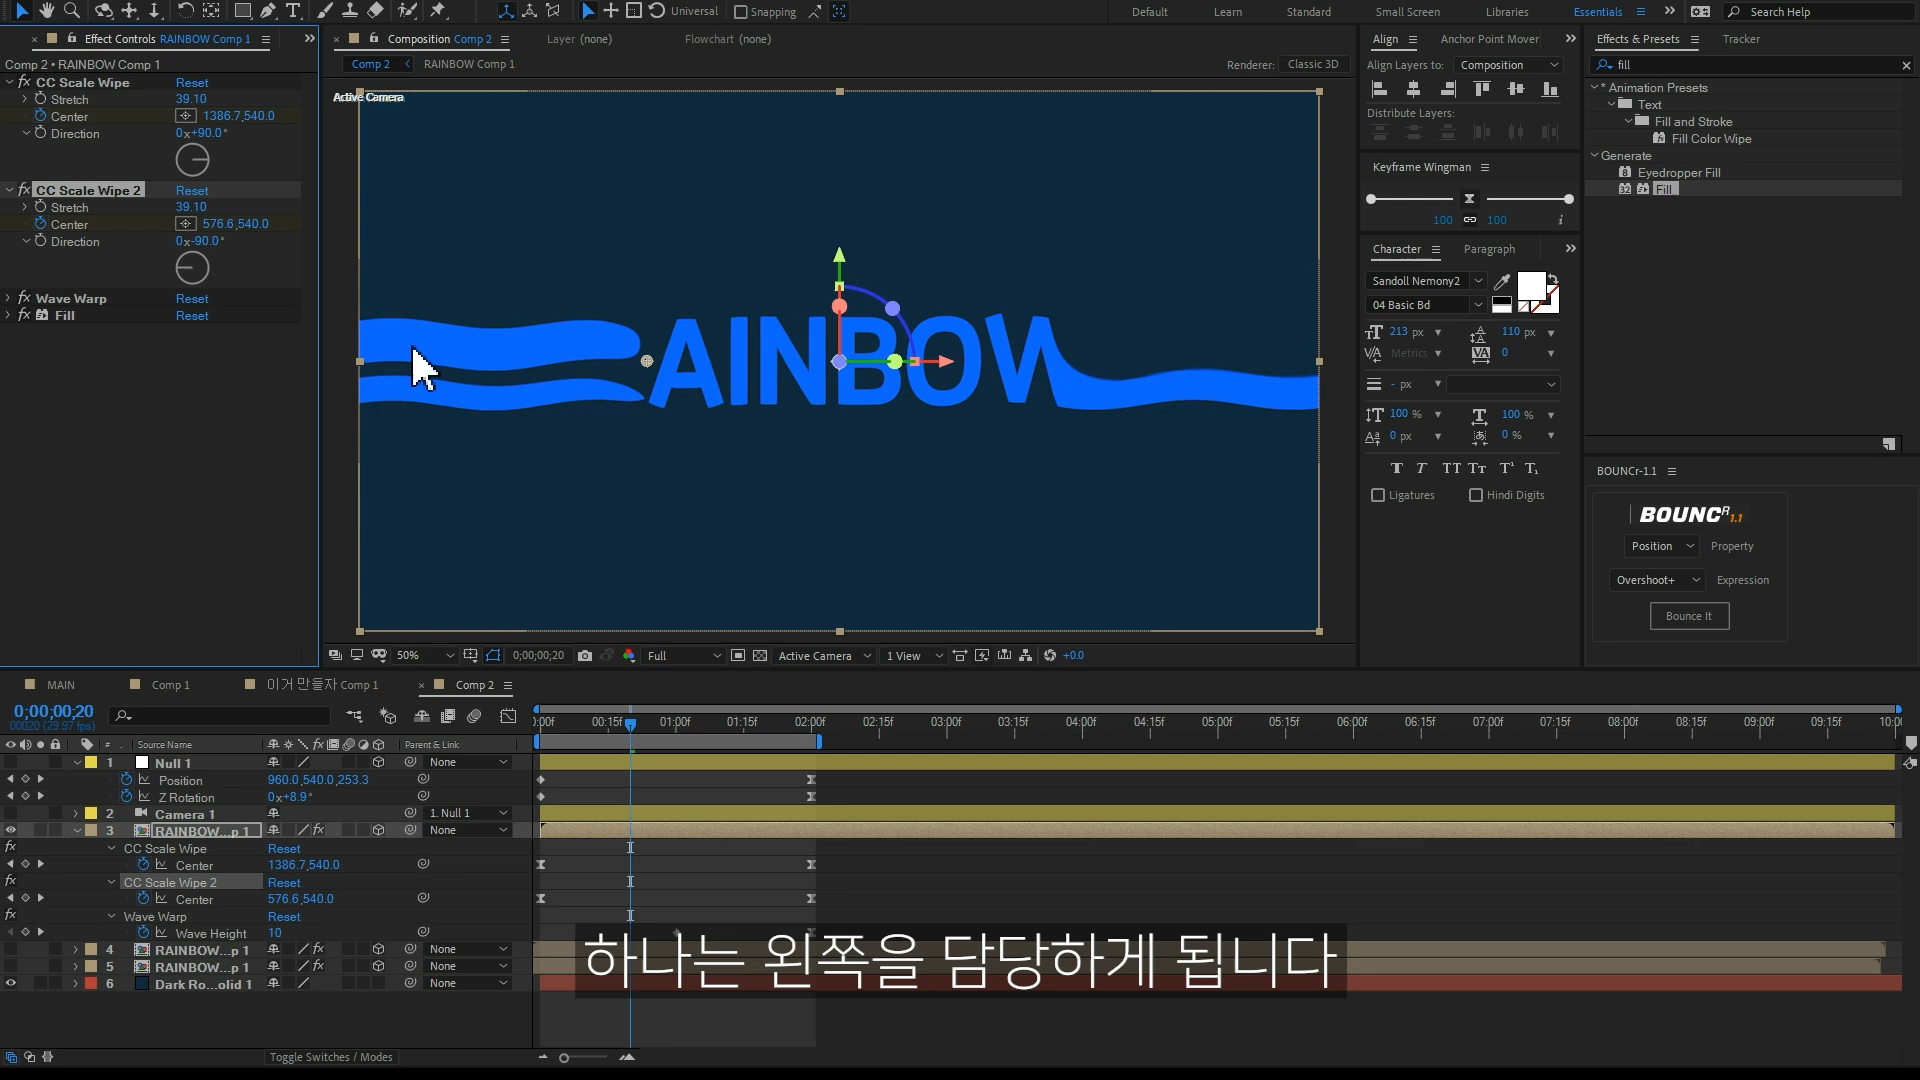 Universal
Snapping
Default
Learn
Standard
Small Screen
Libraries
Essentials
Search Help
Effect Controls RAINBOW Comp 1
Composition Comp 2
Layer (none)
Flowchart (none)
Align
Anchor Point Mover
Effects & Presets
Tracker
Comp 2 • RAINBOW Comp 1
Comp 2
RAINBOW Comp 1
Renderer:
Classic 3D
Align Layers to:
Composition
fill
CC Scale Wipe
Reset
Stretch
39.10
Center
1386.7,540.0
Direction
0x+90.0°
CC Scale Wipe 2
Reset
Stretch
39.10
Center
576.6,540.0
Direction
0x-90.0°
Wave Warp
Reset
Fill
Reset
Active Camera
AINBOW
Distribute Layers:
Keyframe Wingman
100
100
i
Character
Paragraph
Sandoll Nemony2
04 Basic Bd
213 px
110 px
Metrics
0
- px
100 %
100 %
0 px
0 %
Ligatures
Hindi Digits
* Animation Presets
Text
Fill and Stroke
Fill Color Wipe
Generate
Eyedropper Fill
Fill
BOUNCr-1.1
BOUNCR 1.1
Position
Property
Overshoot+
Expression
Bounce It
50%
0;00;00;20
Full
Active Camera
1 View
+0.0
MAIN
Comp 1
이거 만들자 Comp 1
Comp 2
0;00;00;20
00020 (29.97 fps)
:00f
00:15f
01:00f
01:15f
02:00f
02:15f
03:00f
03:15f
04:00f
04:15f
05:00f
05:15f
06:00f
06:15f
07:00f
07:15f
08:00f
08:15f
09:00f
09:15f
10:0
#
Source Name
Parent & Link
1
Null 1
None
Position
960.0,540.0,253.3
Z Rotation
0x+8.9°
2
Camera 1
1. Null 1
3
RAINBOW...p 1
None
CC Scale Wipe
Reset
Center
1386.7,540.0
CC Scale Wipe 2
Reset
Center
576.6,540.0
Wave Warp
Reset
Wave Height
10
4
RAINBOW...p 1
None
5
RAINBOW...p 1
None
6
Dark Ro...olid 1
None
하나는 왼쪽을 담당하게 됩니다
Toggle Switches / Modes